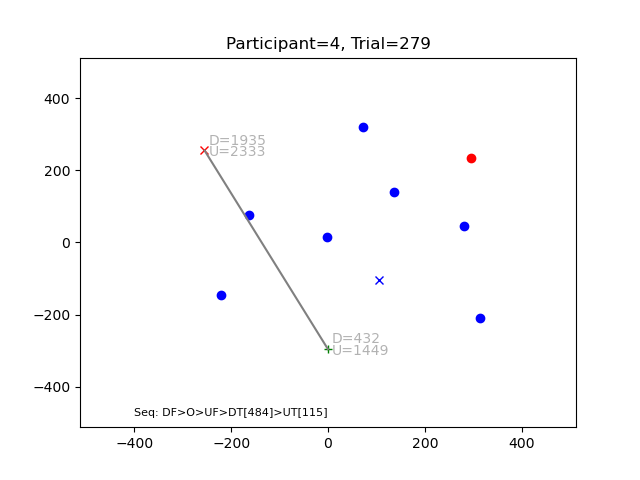 Participant=4, Trial=279
400
200
0
−200
−400
D=1935
U=2333
D=432
U=1449
Seq: DF>O>UF>DT[484]>UT[115]
−400
−200
0
200
400